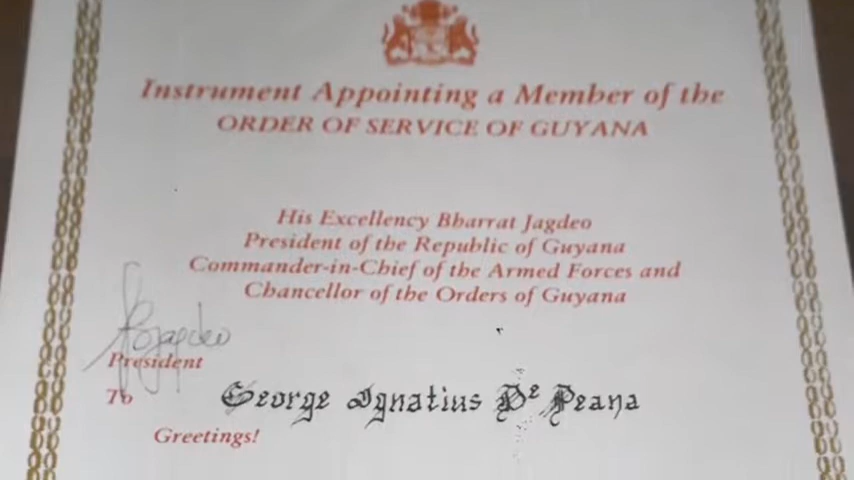 Instrument Appointing a Member of the
ORDER OF SERVICE OF GUYANA
His Excellency Bharrat Jagdeo
President of the Republic of Guyana
Commander-in-Chief of the Armed Forces and
Chancellor of the Orders of Guyana
BJagdeo
President
To
George Ignatius De Peana
Greetings!